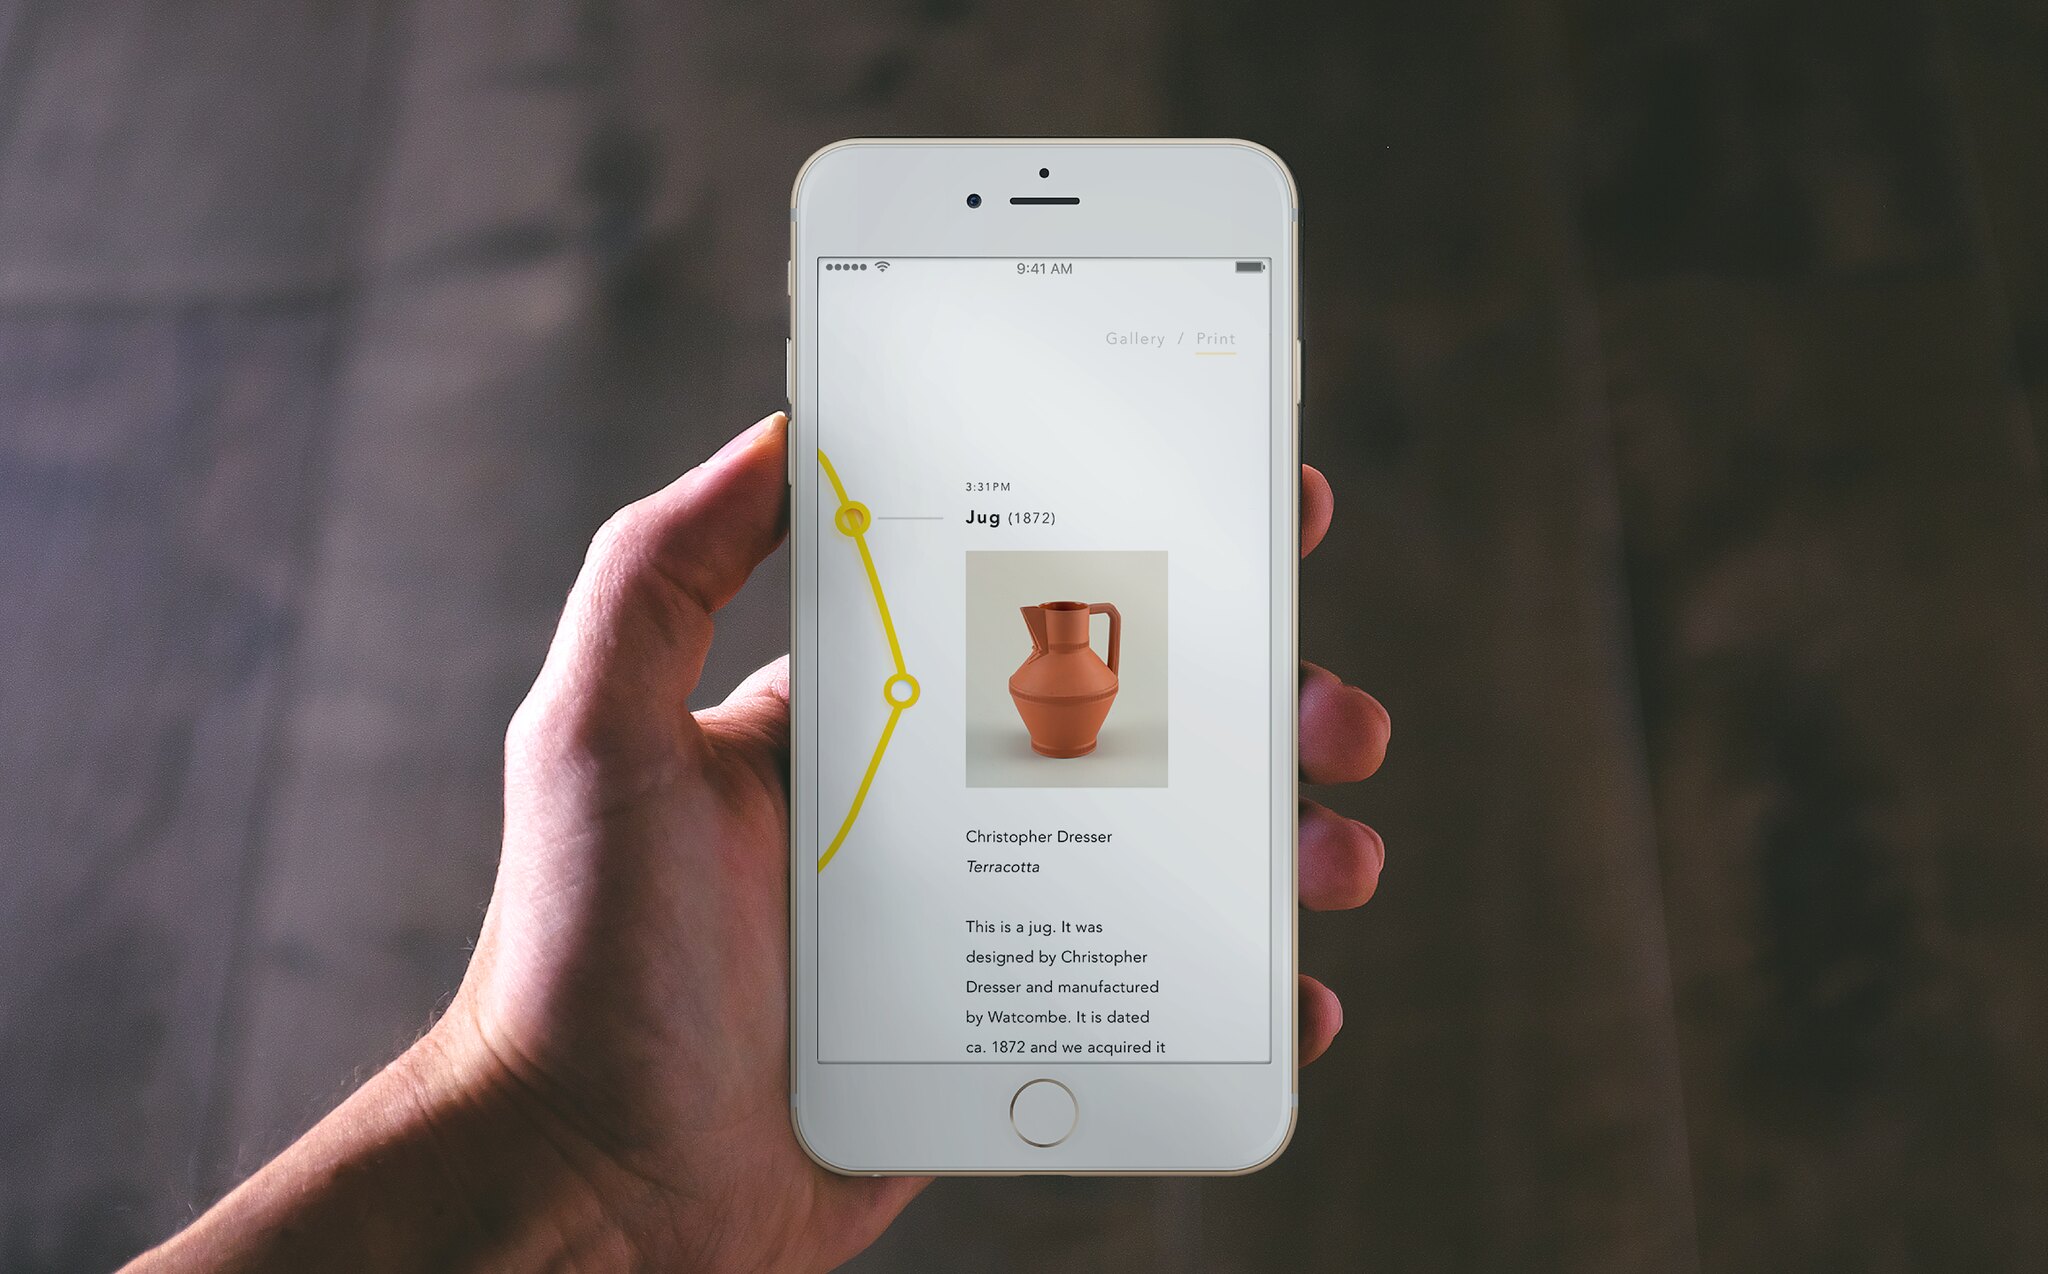 9:41 AM
Gallery / Print
3:31PM
Jug (1872)
Christopher Dresser
Terracotta
This is a jug. It was
designed by Christopher
Dresser and manufactured
by Watcombe. It is dated
ca. 1872 and we acquired it